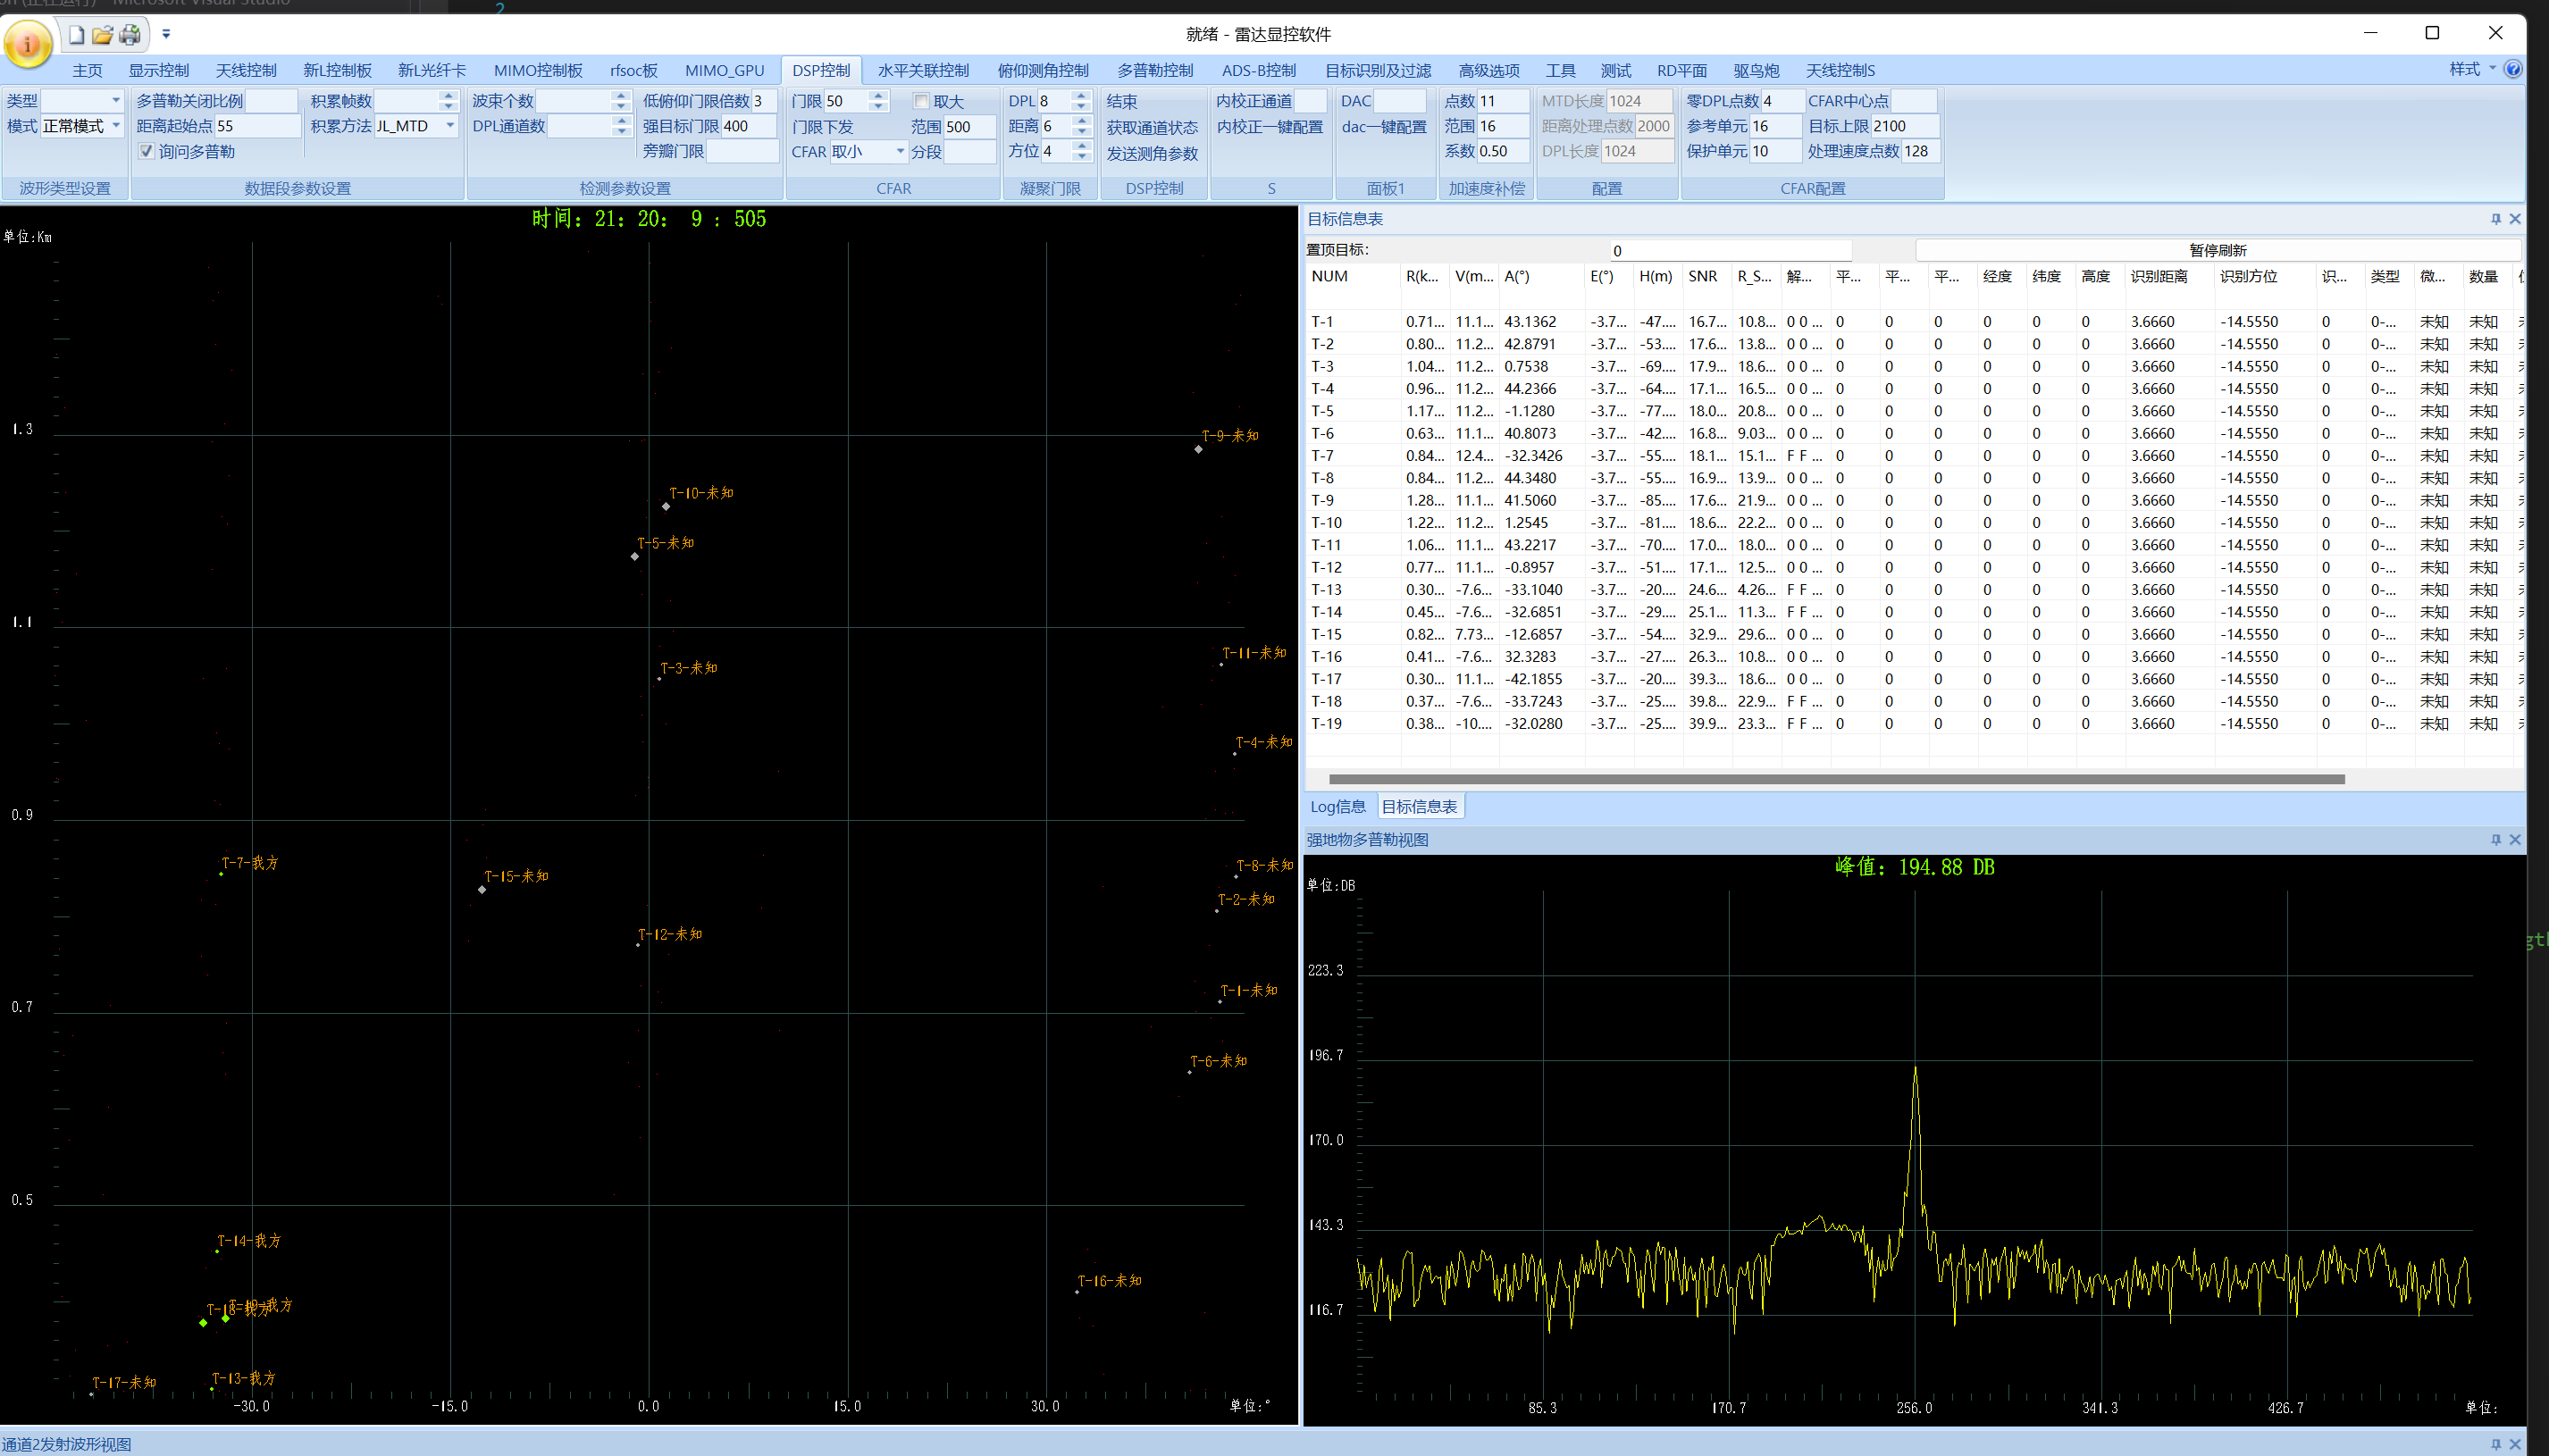 就绪 - 雷达显控软件
主页 显示控制 天线控制 新L控制板 新L光纤卡 MIMO控制板 rfsoc板 MIMO_GPU DSP控制 水平关联控制 俯仰测角控制 多普勒控制 ADS-B控制 目标识别及过滤 高级选项 工具 测试 RD平面 驱鸟炮 天线控制S 样式
类型 多普勒关闭比例 积累帧数 波束个数 低俯仰门限倍数 3 门限 50 取大 DPL 8 结束 内校正通道 DAC 点数 11 MTD长度 1024 零DPL点数 4 CFAR中心点
模式 正常模式 距离起始点 55 积累方法 JL_MTD DPL通道数 强目标门限 400 门限下发 范围 500 距离 6 获取通道状态 内校正一键配置 dac一键配置 范围 16 距离处理点数 2000 参考单元 16 目标上限 2100
询问多普勒 旁瓣门限 CFAR 取小 分段 方位 4 发送测角参数 系数 0.50 DPL长度 1024 保护单元 10 处理速度点数 128
波形类型设置 数据段参数设置 检测参数设置 CFAR 凝聚门限 DSP控制 S 面板1 加速度补偿 配置 CFAR配置
时间: 21: 20: 9 : 505
单位:Km
1.3
1.1
0.9
0.7
0.5
T-9-未知
T-10-未知
T-5-未知
T-11-未知
T-3-未知
T-4-未知
T-7-我方
T-8-未知
T-15-未知
T-2-未知
T-12-未知
T-1-未知
T-6-未知
T-14-我方
T-16-未知
T-18-我方
T-19-我方
T-13-我方
T-17-未知
-30.0 -15.0 0.0 15.0 30.0 单位:°
目标信息表
置顶目标: 0 暂停刷新
NUM R(k... V(m... A(°) E(°) H(m) SNR R_S... 解... 平... 平... 平... 经度 纬度 高度 识别距离 识别方位 识... 类型 微... 数量
T-1 0.71... 11.1... 43.1362 -3.7... -47.... 16.7... 10.8... 0 0 ... 0 0 0 0 0 0 3.6660 -14.5550 0 0-... 未知 未知
T-2 0.80... 11.2... 42.8791 -3.7... -53.... 17.6... 13.8... 0 0 ... 0 0 0 0 0 0 3.6660 -14.5550 0 0-... 未知 未知
T-3 1.04... 11.2... 0.7538 -3.7... -69.... 17.9... 18.6... 0 0 ... 0 0 0 0 0 0 3.6660 -14.5550 0 0-... 未知 未知
T-4 0.96... 11.2... 44.2366 -3.7... -64.... 17.1... 16.5... 0 0 ... 0 0 0 0 0 0 3.6660 -14.5550 0 0-... 未知 未知
T-5 1.17... 11.2... -1.1280 -3.7... -77.... 18.0... 20.8... 0 0 ... 0 0 0 0 0 0 3.6660 -14.5550 0 0-... 未知 未知
T-6 0.63... 11.1... 40.8073 -3.7... -42.... 16.8... 9.03... 0 0 ... 0 0 0 0 0 0 3.6660 -14.5550 0 0-... 未知 未知
T-7 0.84... 12.4... -32.3426 -3.7... -55.... 18.1... 15.1... F F ... 0 0 0 0 0 0 3.6660 -14.5550 0 0-... 未知 未知
T-8 0.84... 11.2... 44.3480 -3.7... -55.... 16.9... 13.9... 0 0 ... 0 0 0 0 0 0 3.6660 -14.5550 0 0-... 未知 未知
T-9 1.28... 11.1... 41.5060 -3.7... -85.... 17.6... 21.9... 0 0 ... 0 0 0 0 0 0 3.6660 -14.5550 0 0-... 未知 未知
T-10 1.22... 11.2... 1.2545 -3.7... -81.... 18.6... 22.2... 0 0 ... 0 0 0 0 0 0 3.6660 -14.5550 0 0-... 未知 未知
T-11 1.06... 11.1... 43.2217 -3.7... -70.... 17.0... 18.0... 0 0 ... 0 0 0 0 0 0 3.6660 -14.5550 0 0-... 未知 未知
T-12 0.77... 11.1... -0.8957 -3.7... -51.... 17.1... 12.5... 0 0 ... 0 0 0 0 0 0 3.6660 -14.5550 0 0-... 未知 未知
T-13 0.30... -7.6... -33.1040 -3.7... -20.... 24.6... 4.26... F F ... 0 0 0 0 0 0 3.6660 -14.5550 0 0-... 未知 未知
T-14 0.45... -7.6... -32.6851 -3.7... -29.... 25.1... 11.3... F F ... 0 0 0 0 0 0 3.6660 -14.5550 0 0-... 未知 未知
T-15 0.82... 7.73... -12.6857 -3.7... -54.... 32.9... 29.6... 0 0 ... 0 0 0 0 0 0 3.6660 -14.5550 0 0-... 未知 未知
T-16 0.41... -7.6... 32.3283 -3.7... -27.... 26.3... 10.8... 0 0 ... 0 0 0 0 0 0 3.6660 -14.5550 0 0-... 未知 未知
T-17 0.30... 11.1... -42.1855 -3.7... -20.... 39.3... 18.6... 0 0 ... 0 0 0 0 0 0 3.6660 -14.5550 0 0-... 未知 未知
T-18 0.37... -7.6... -33.7243 -3.7... -25.... 39.8... 22.9... F F ... 0 0 0 0 0 0 3.6660 -14.5550 0 0-... 未知 未知
T-19 0.38... -10.... -32.0280 -3.7... -25.... 39.9... 23.3... F F ... 0 0 0 0 0 0 3.6660 -14.5550 0 0-... 未知 未知
Log信息 目标信息表
强地物多普勒视图
峰值: 194.88 DB
单位:DB
223.3
196.7
170.0
143.3
116.7
85.3 170.7 256.0 341.3 426.7 单位:
通道2发射波形视图